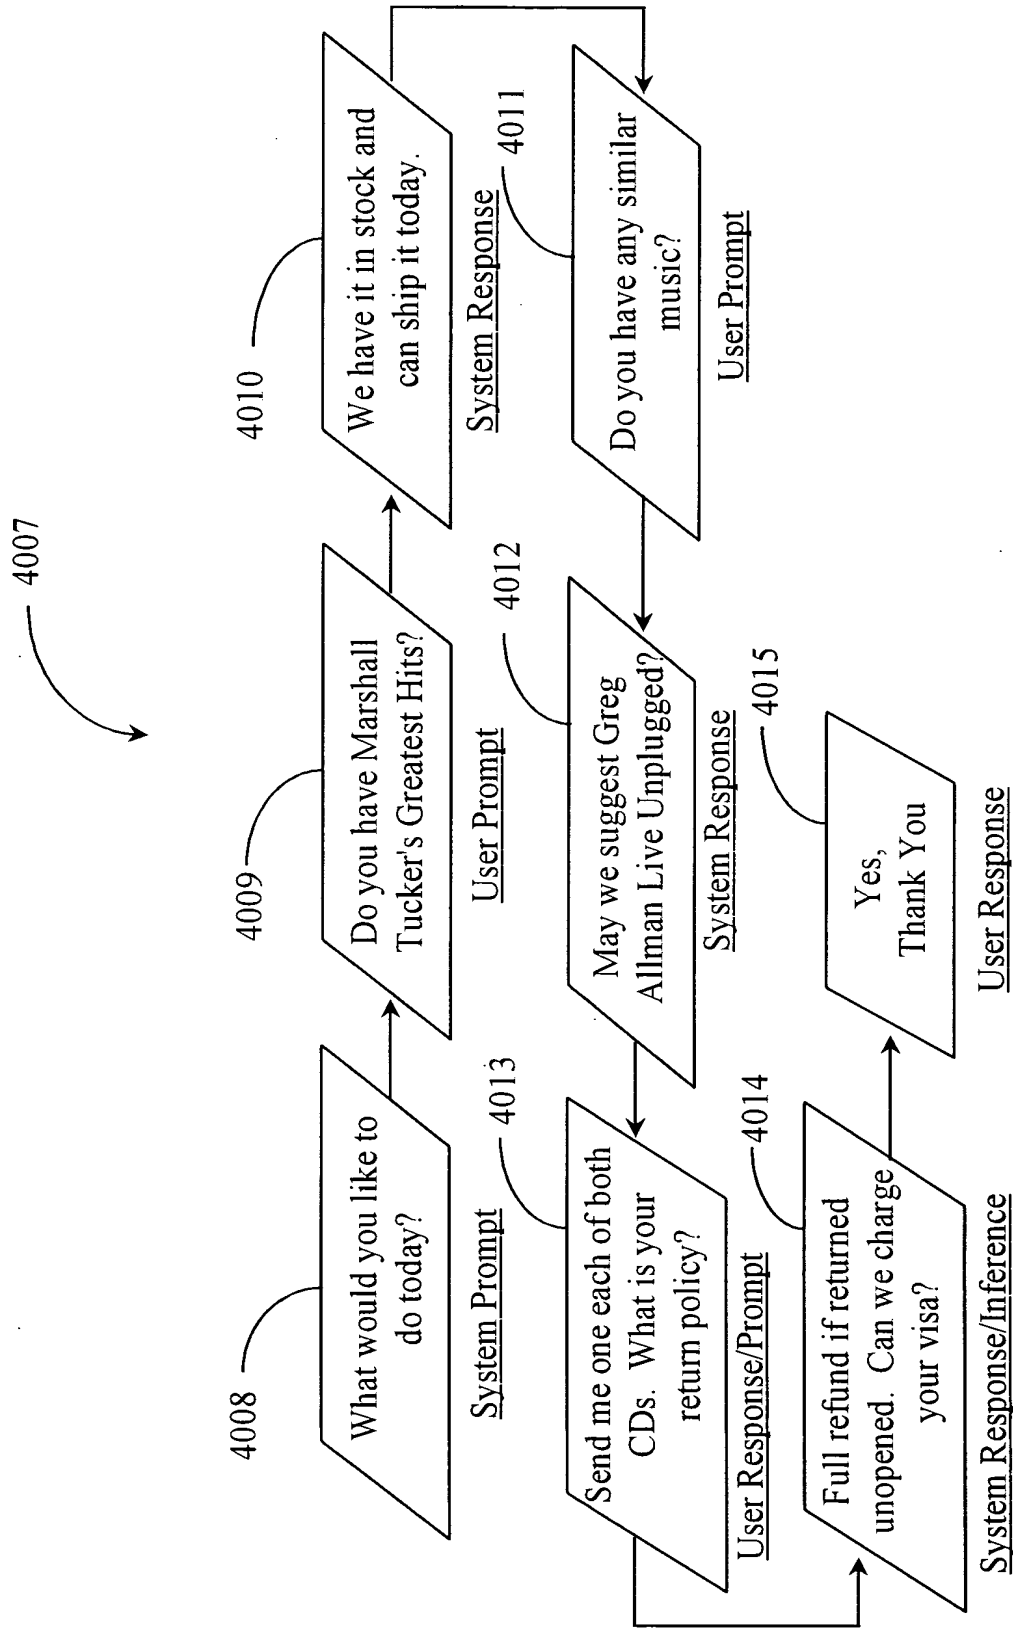 4007
4008
What would you like to
do today?
System Prompt
4009
Do you have Marshall
Tucker's Greatest Hits?
User Prompt
4010
We have it in stock and
can ship it today.
System Response
4011
Do you have any similar
music?
User Prompt
4012
May we suggest Greg
Allman Live Unplugged?
System Response
4013
Send me one each of both
CDs. What is your
return policy?
User Response/Prompt
4014
Full refund if returned
unopened. Can we charge
your visa?
System Response/Inference
4015
Yes,
Thank You
User Response